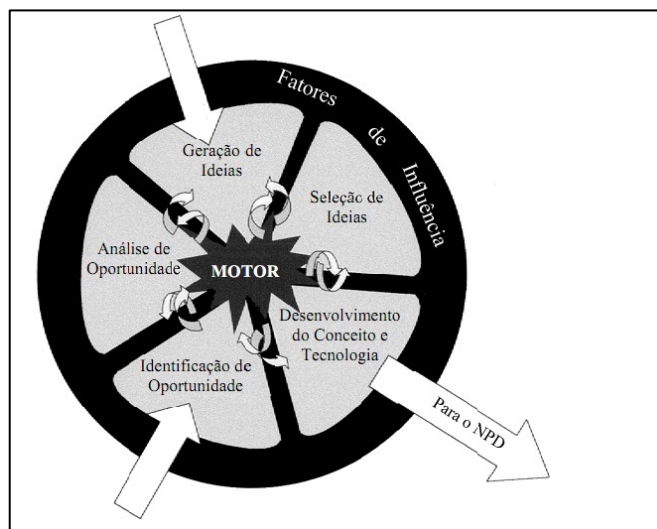 Fatores de Influência
Geração de
Ideias
Seleção de
Ideias
Análise de
Oportunidade
MOTOR
Desenvolvimento
do Conceito e
Tecnologia
Identificação de
Oportunidade
Para o NPD